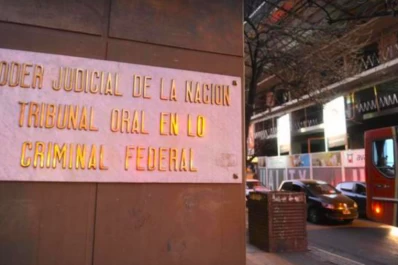 PODER JUDICIAL DE LA NACION
TRIBUNAL ORAL EN LO
CRIMINAL FEDERAL